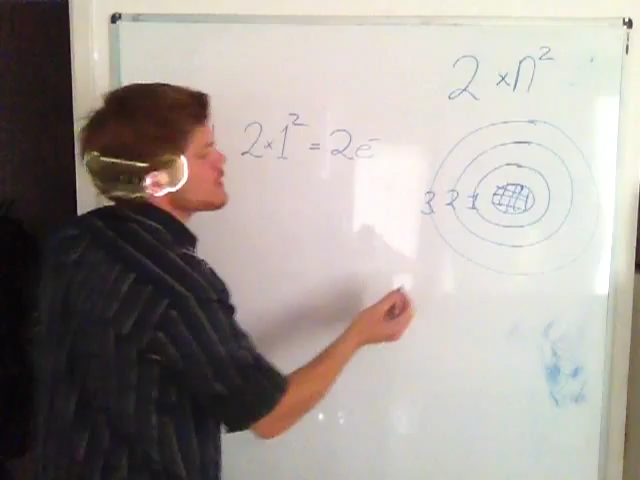 2 × n²
2×1² = 2e⁻
3 2 1